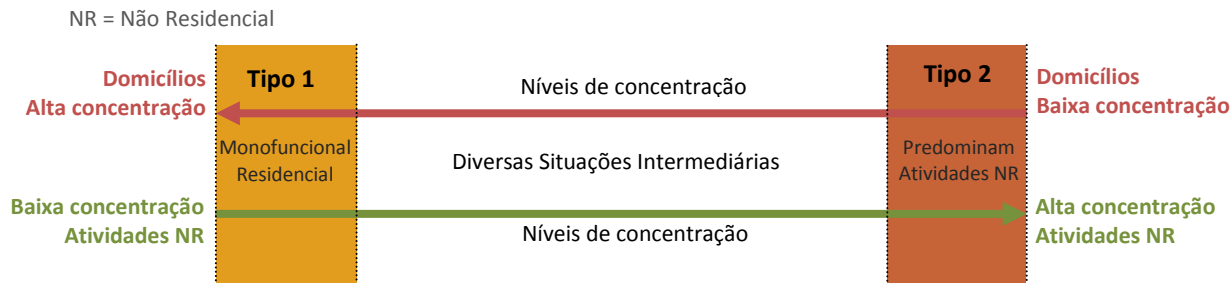 NR = Não Residencial
Domicílios
Alta concentração
Tipo 1
Níveis de concentração
Tipo 2
Domicílios
Baixa concentração
Monofuncional
Residencial
Diversas Situações Intermediárias
Predominam
Atividades NR
Baixa concentração
Atividades NR
Níveis de concentração
Alta concentração
Atividades NR